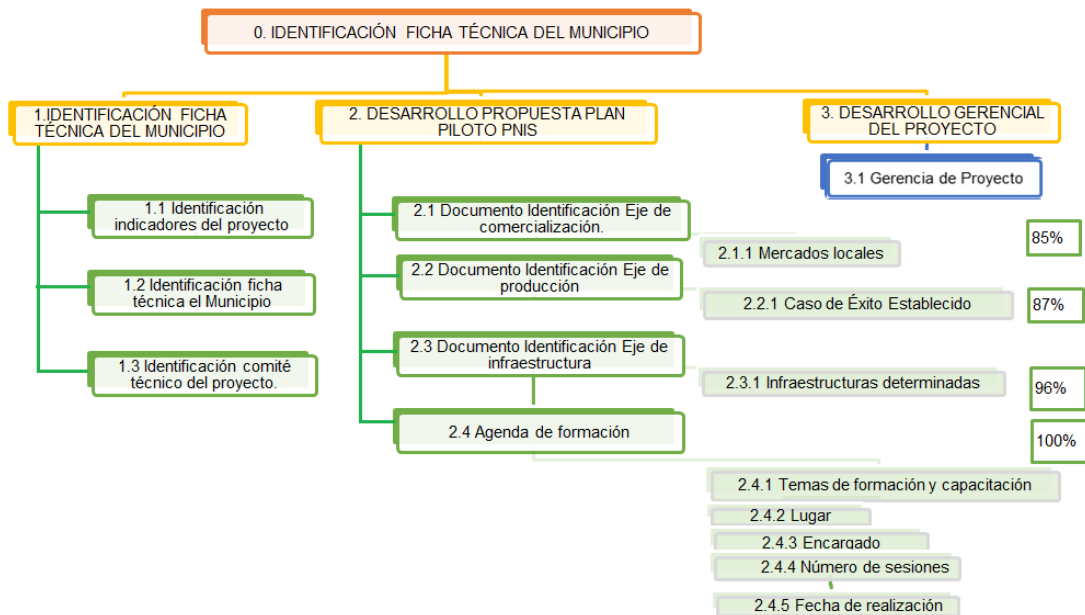 0. IDENTIFICACIÓN FICHA TÉCNICA DEL MUNICIPIO
1.IDENTIFICACIÓN FICHA
TÉCNICA DEL MUNICIPIO
2. DESARROLLO PROPUESTA PLAN
PILOTO PNIS
3. DESARROLLO GERENCIAL
DEL PROYECTO
3.1 Gerencia de Proyecto
1.1 Identificación
indicadores del proyecto
1.2 Identificación ficha
técnica el Municipio
1.3 Identificación comité
técnico del proyecto.
2.1 Documento Identificación Eje de
comercialización.
2.1.1 Mercados locales
85%
2.2 Documento Identificación Eje de
producción
2.2.1 Caso de Éxito Establecido
87%
2.3 Documento Identificación Eje de
infraestructura
2.3.1 Infraestructuras determinadas
96%
2.4 Agenda de formación
100%
2.4.1 Temas de formación y capacitación
2.4.2 Lugar
2.4.3 Encargado
2.4.4 Número de sesiones
2.4.5 Fecha de realización